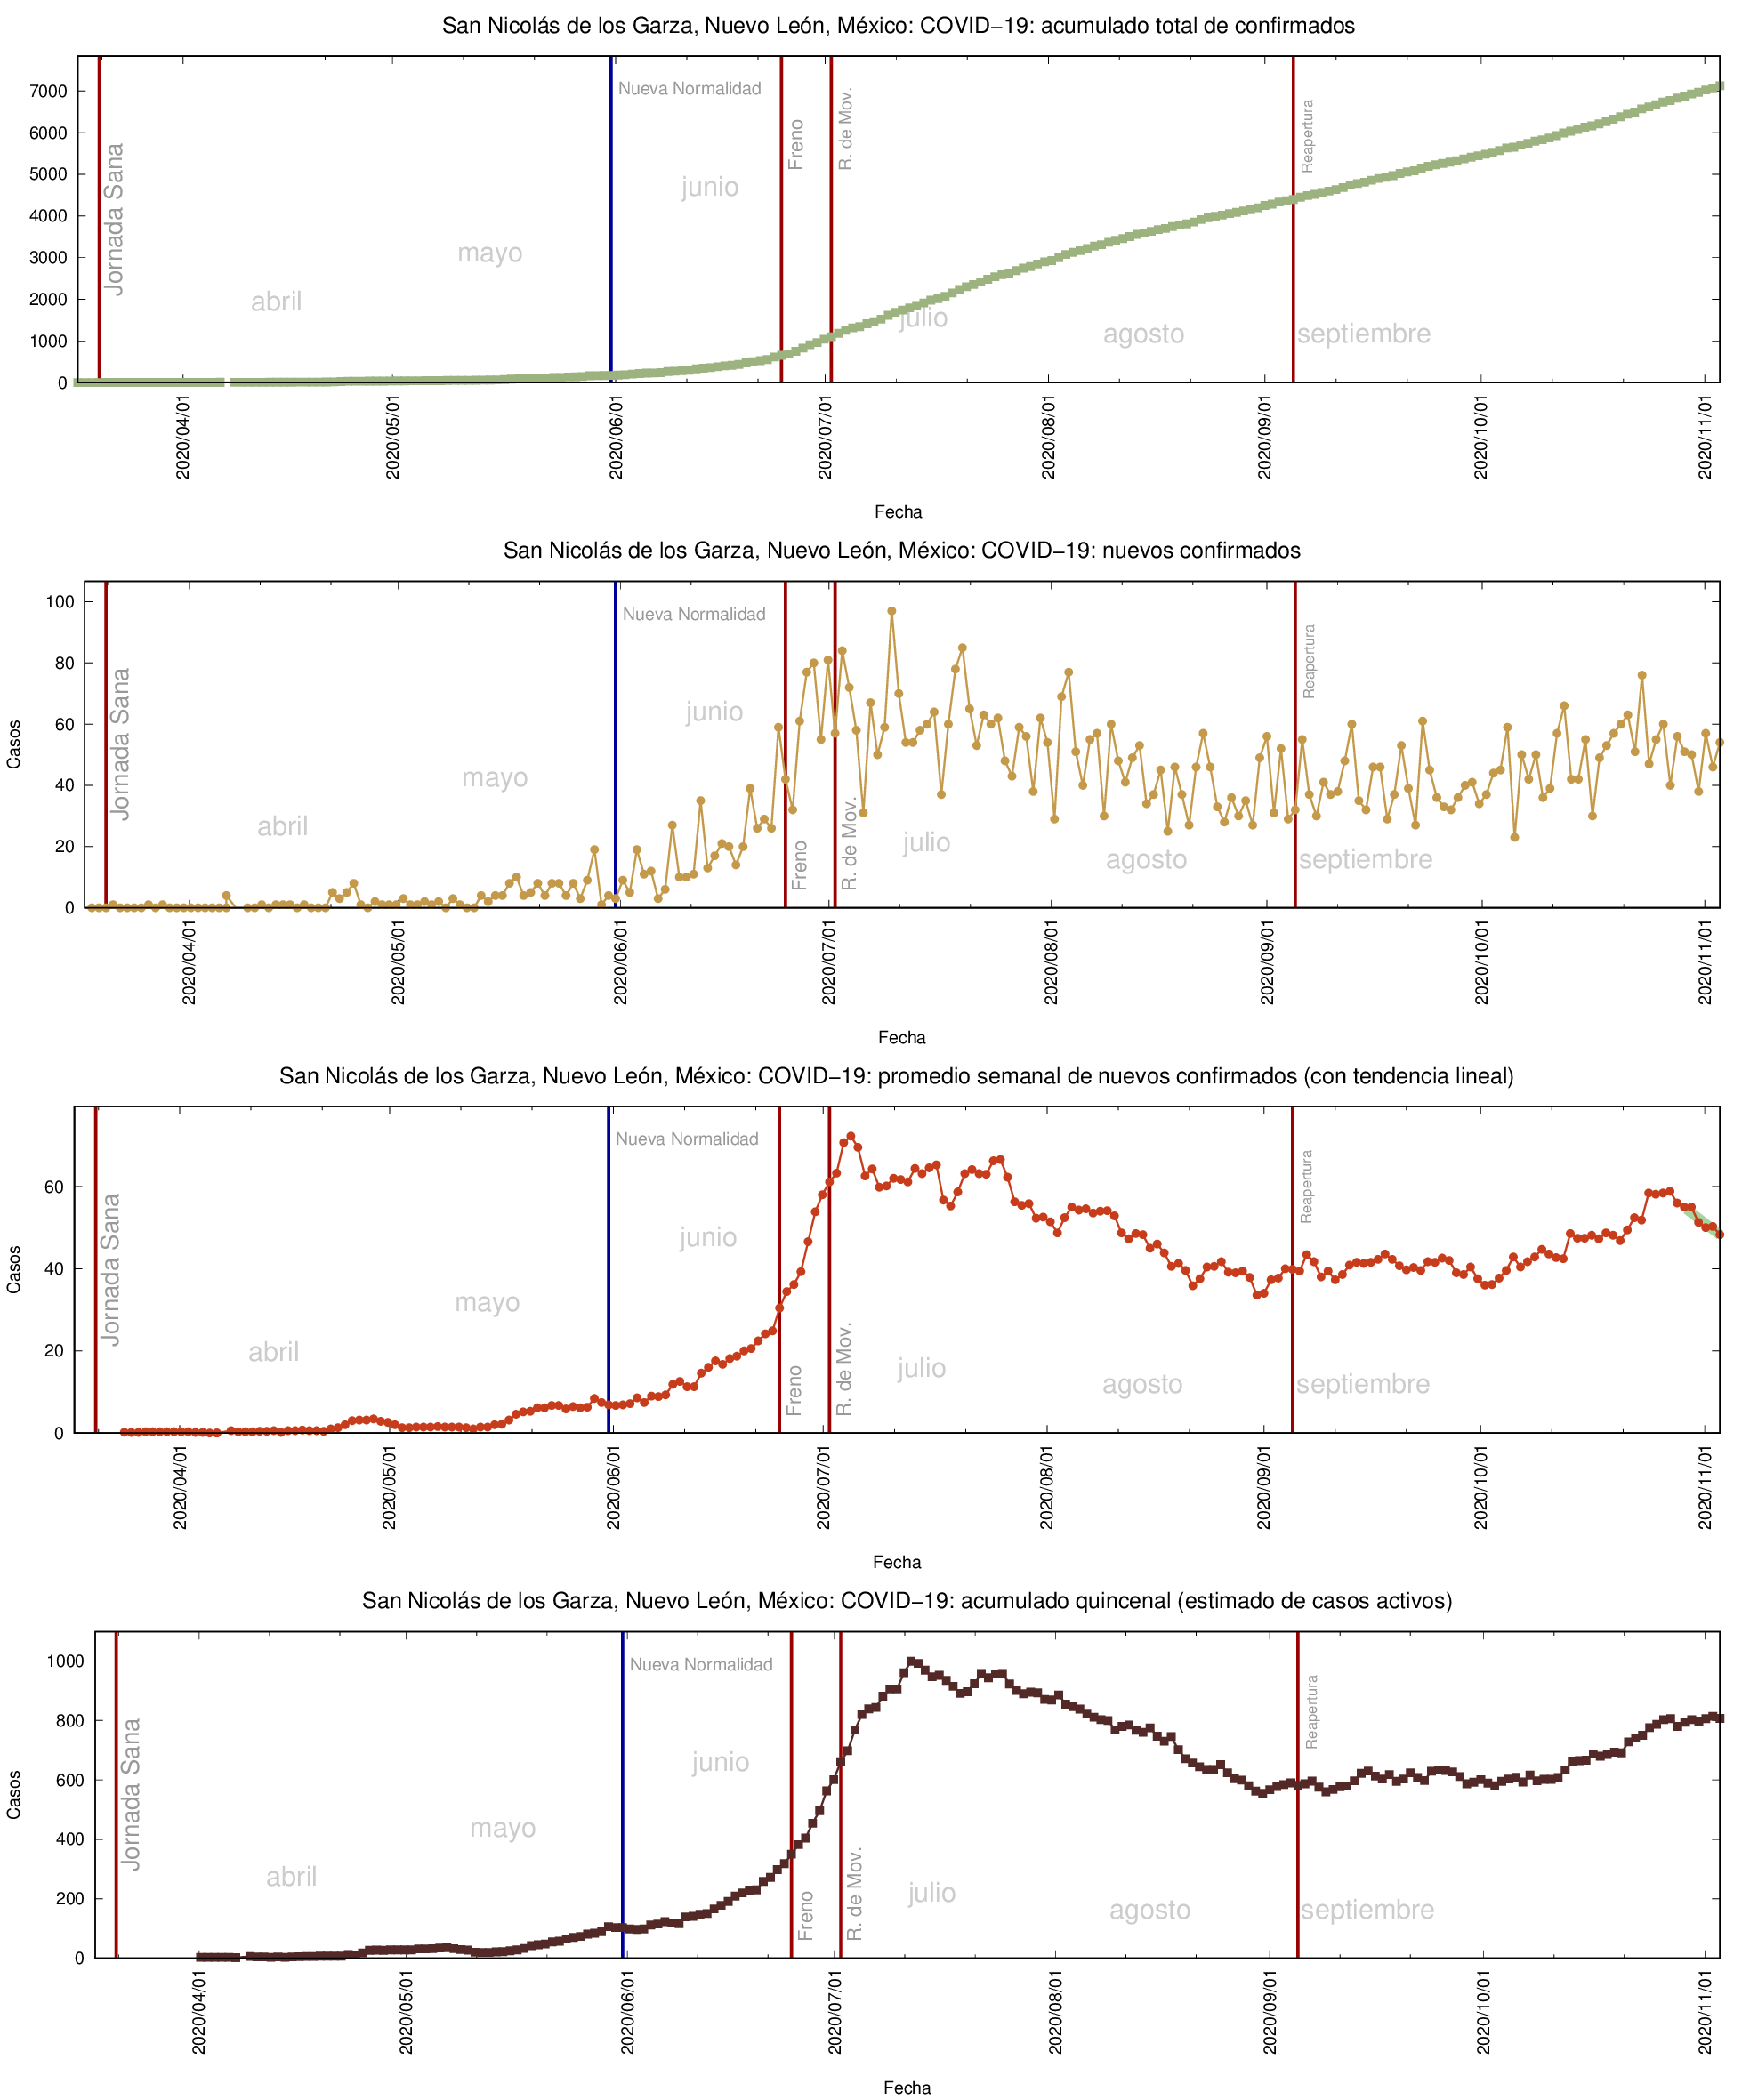 San Nicolás de los Garza, Nuevo León, México: COVID−19: acumulado total de confirmados
7000
6000
5000
4000
3000
2000
1000
0
Jornada Sana
abril
mayo
Nueva Normalidad
junio
Freno
R. de Mov.
julio
agosto
Reapertura
septiembre
2020/04/01
2020/05/01
2020/06/01
2020/07/01
2020/08/01
2020/09/01
2020/10/01
2020/11/01
Fecha
San Nicolás de los Garza, Nuevo León, México: COVID−19: nuevos confirmados
Casos
100
80
60
40
20
0
Jornada Sana
abril
mayo
Nueva Normalidad
junio
Freno
R. de Mov.
julio
agosto
Reapertura
septiembre
2020/04/01
2020/05/01
2020/06/01
2020/07/01
2020/08/01
2020/09/01
2020/10/01
2020/11/01
Fecha
San Nicolás de los Garza, Nuevo León, México: COVID−19: promedio semanal de nuevos confirmados (con tendencia lineal)
Casos
60
40
20
0
Jornada Sana
abril
mayo
Nueva Normalidad
junio
Freno
R. de Mov.
julio
agosto
Reapertura
septiembre
2020/04/01
2020/05/01
2020/06/01
2020/07/01
2020/08/01
2020/09/01
2020/10/01
2020/11/01
Fecha
San Nicolás de los Garza, Nuevo León, México: COVID−19: acumulado quincenal (estimado de casos activos)
Casos
1000
800
600
400
200
0
Jornada Sana
abril
mayo
Nueva Normalidad
junio
Freno
R. de Mov.
julio
agosto
Reapertura
septiembre
2020/04/01
2020/05/01
2020/06/01
2020/07/01
2020/08/01
2020/09/01
2020/10/01
2020/11/01
Fecha